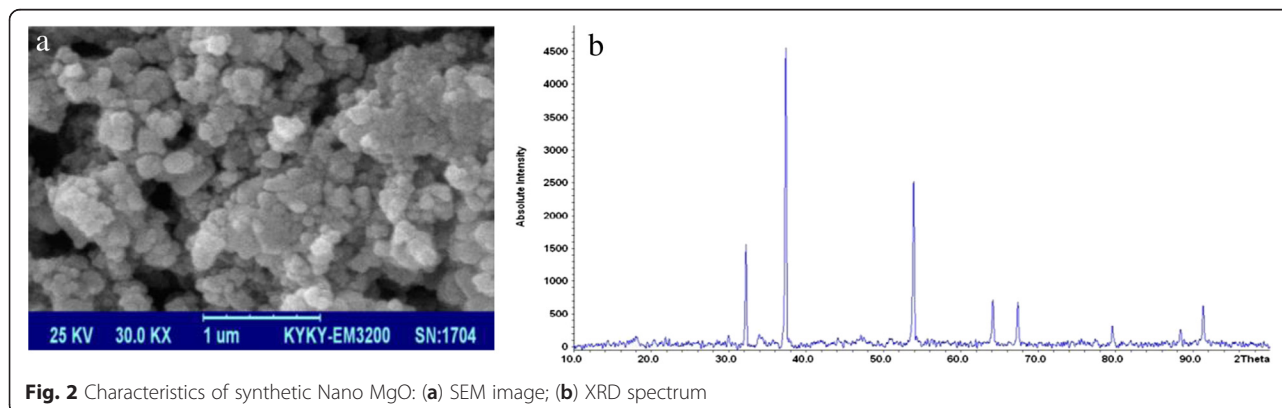 a
25 KV 30.0 KX 1 um KYKY-EM3200 SN:1704
b
Absolute Intensity
4500
4000
3500
3000
2500
2000
1500
1000
500
0
10.0 20.0 30.0 40.0 50.0 60.0 70.0 80.0 90.0 2Theta
Fig. 2 Characteristics of synthetic Nano MgO: (a) SEM image; (b) XRD spectrum